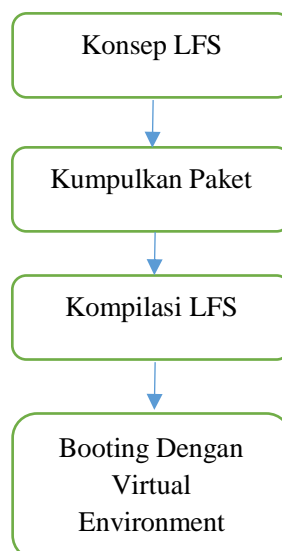 Konsep LFS
Kumpulkan Paket
Kompilasi LFS
Booting Dengan
Virtual
Environment